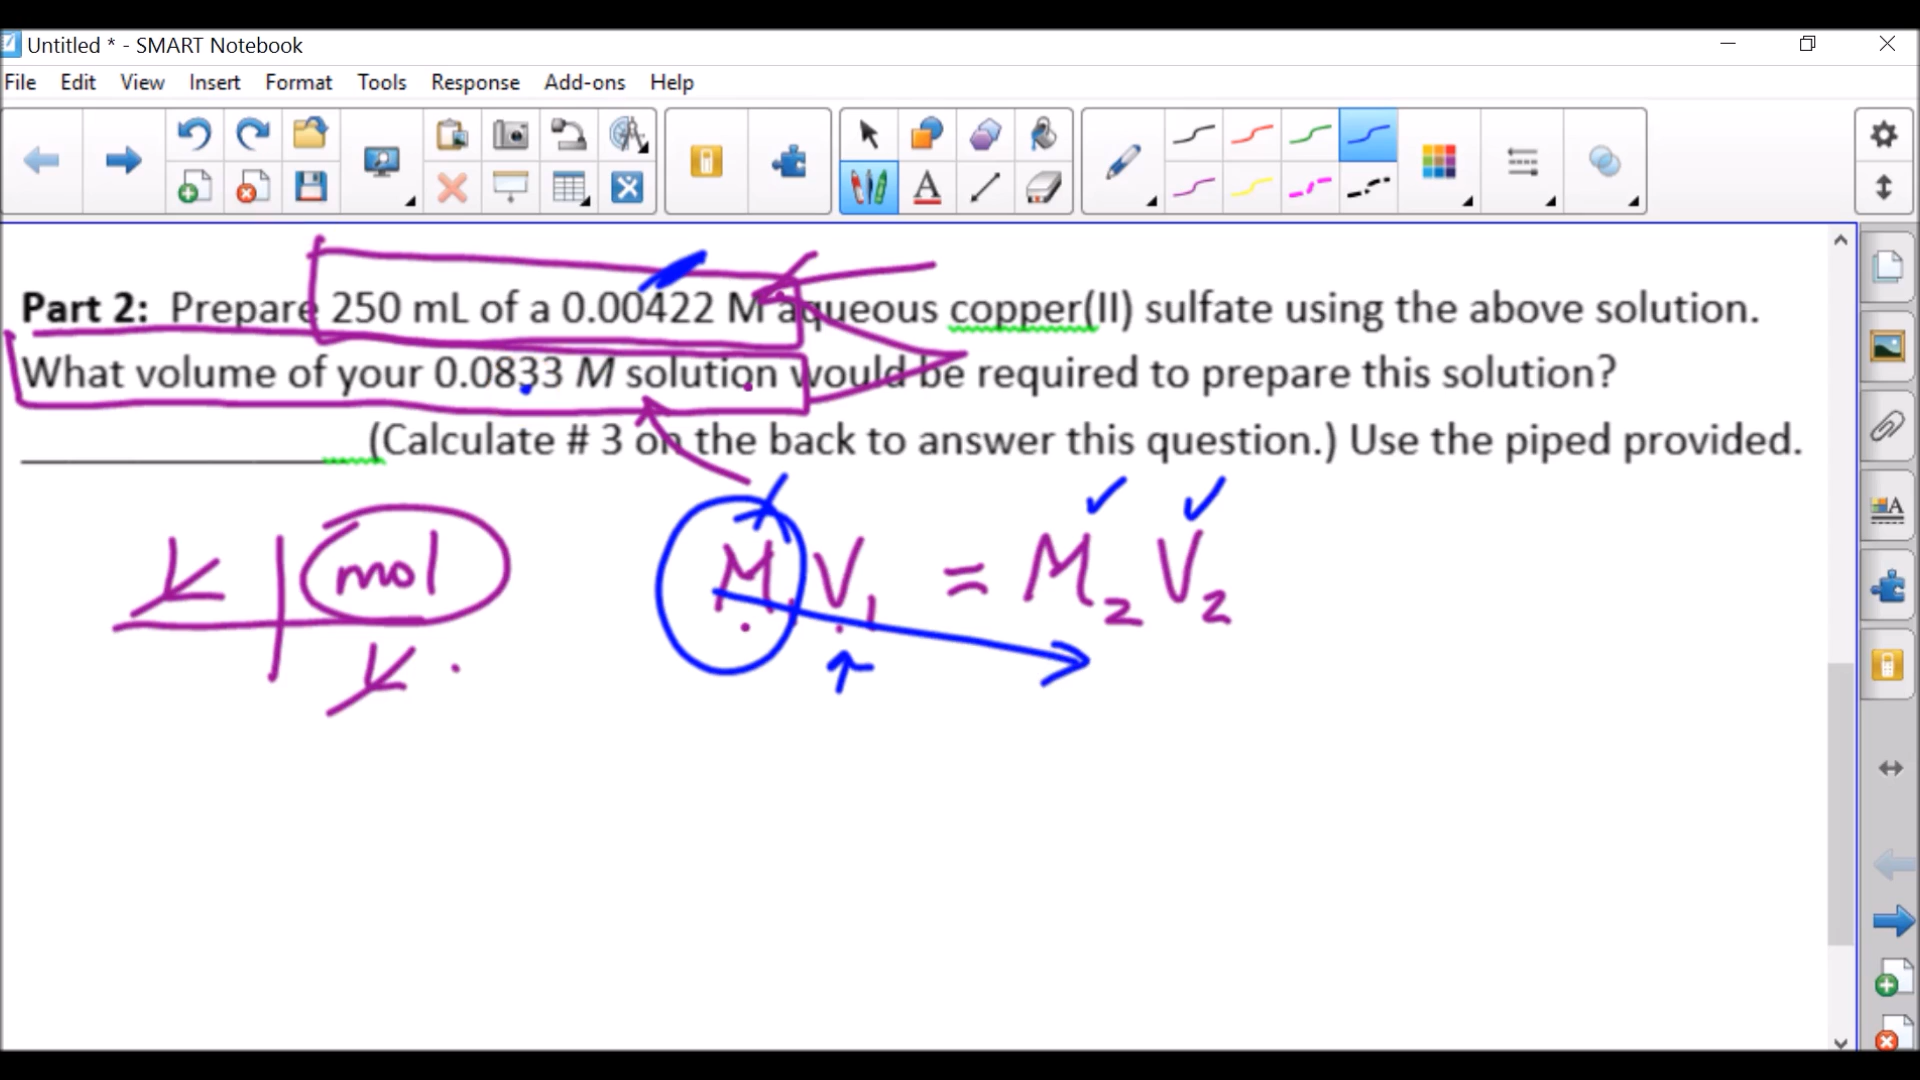 Untitled * - SMART Notebook
File Edit View Insert Format Tools Response Add-ons Help
Part 2: Prepare 250 mL of a 0.00422 M aqueous copper(II) sulfate using the above solution.
What volume of your 0.0833 M solution would be required to prepare this solution?
_______________ (Calculate # 3 on the back to answer this question.) Use the piped provided.
L mol
L
M₁V₁ = M₂V₂